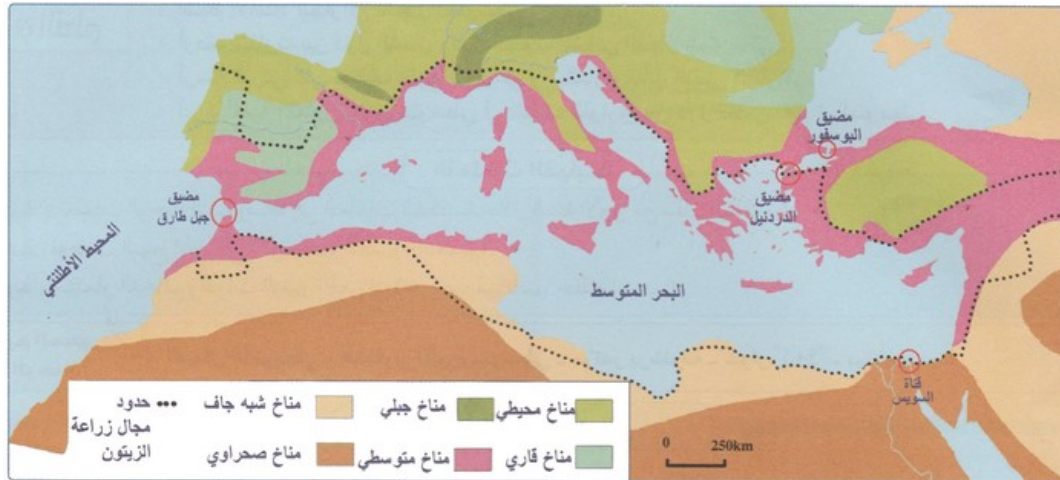 مضيق
البوسفور
مضيق
الدردنيل
مضيق
جبل طارق
المحيط الأطلنتي
البحر المتوسط
قناة
السويس
مناخ محيطي
مناخ جبلي
مناخ شبه جاف
حدود
مجال زراعة
الزيتون
مناخ قاري
مناخ متوسطي
مناخ صحراوي
0 250km